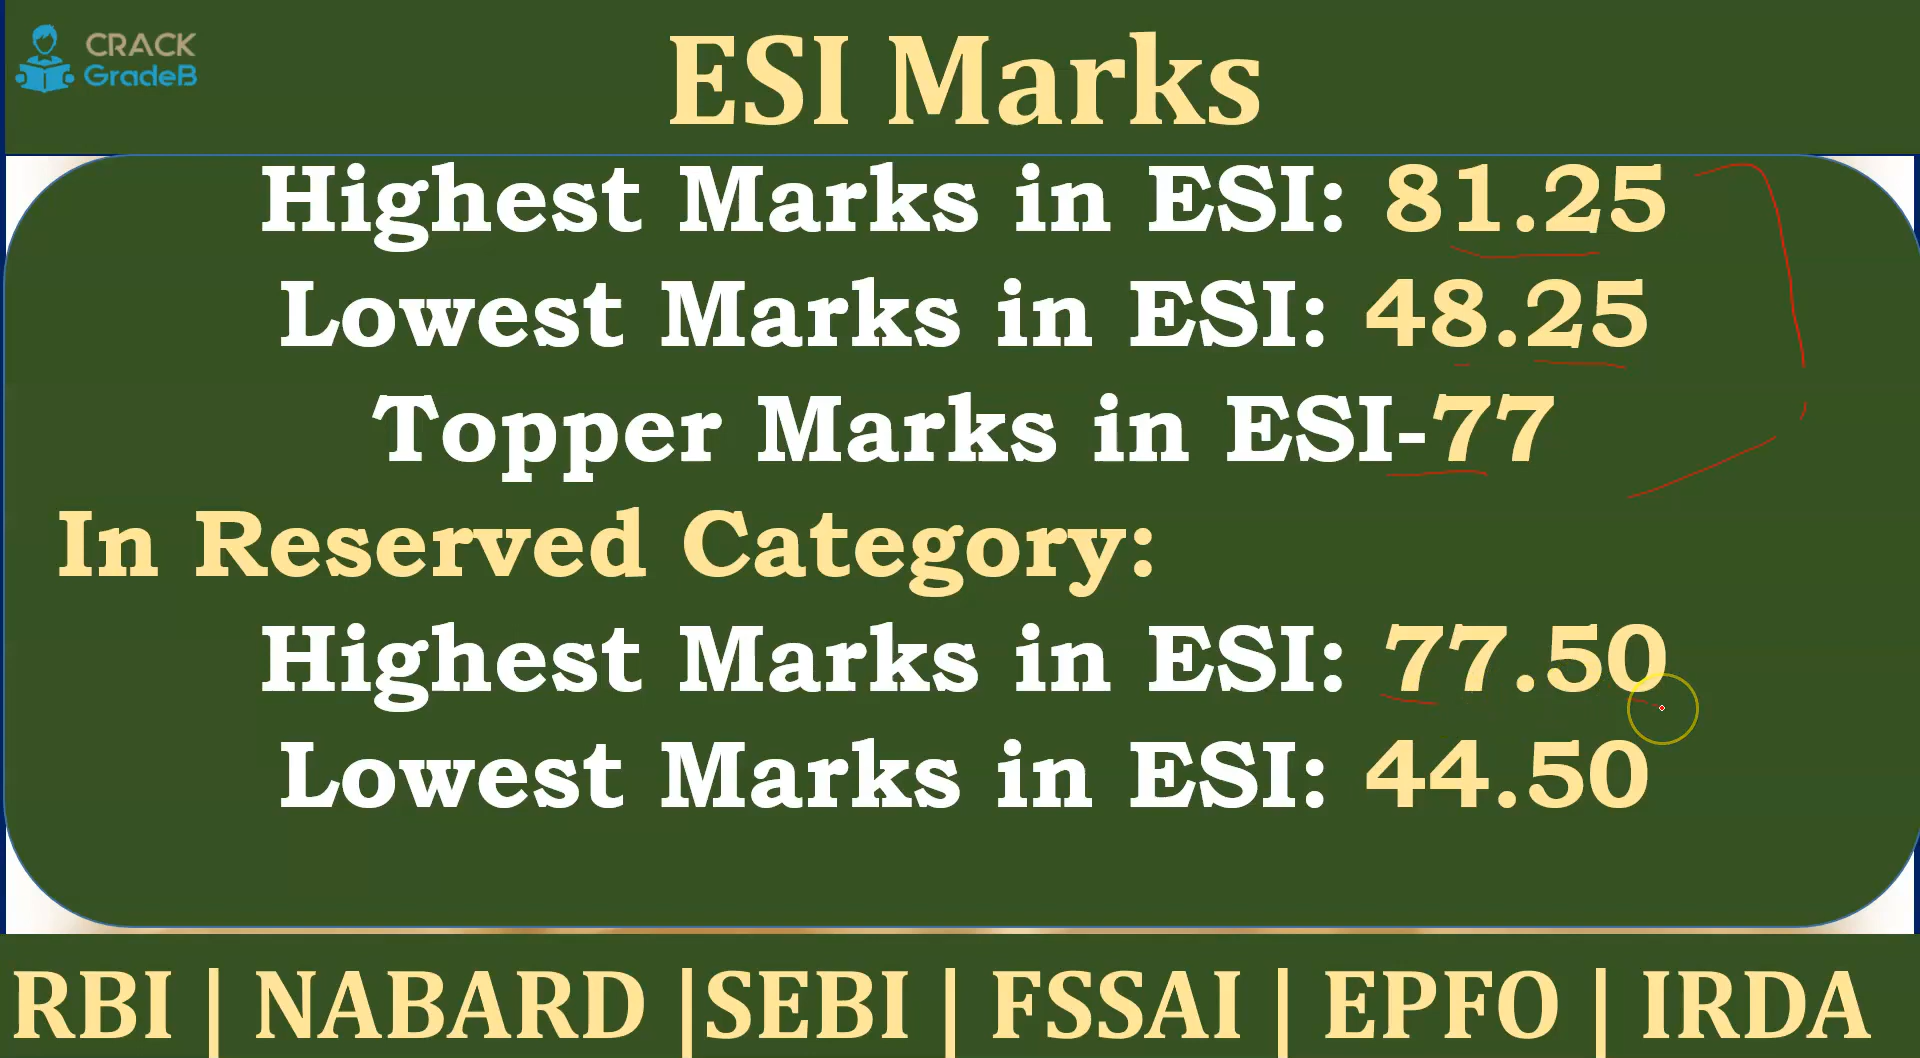 CRACK
GradeB
ESI Marks
Highest Marks in ESI: 81.25
Lowest Marks in ESI: 48.25
Topper Marks in ESI-77
In Reserved Category:
Highest Marks in ESI: 77.50
Lowest Marks in ESI: 44.50
RBI | NABARD |SEBI | FSSAI | EPFO | IRDA